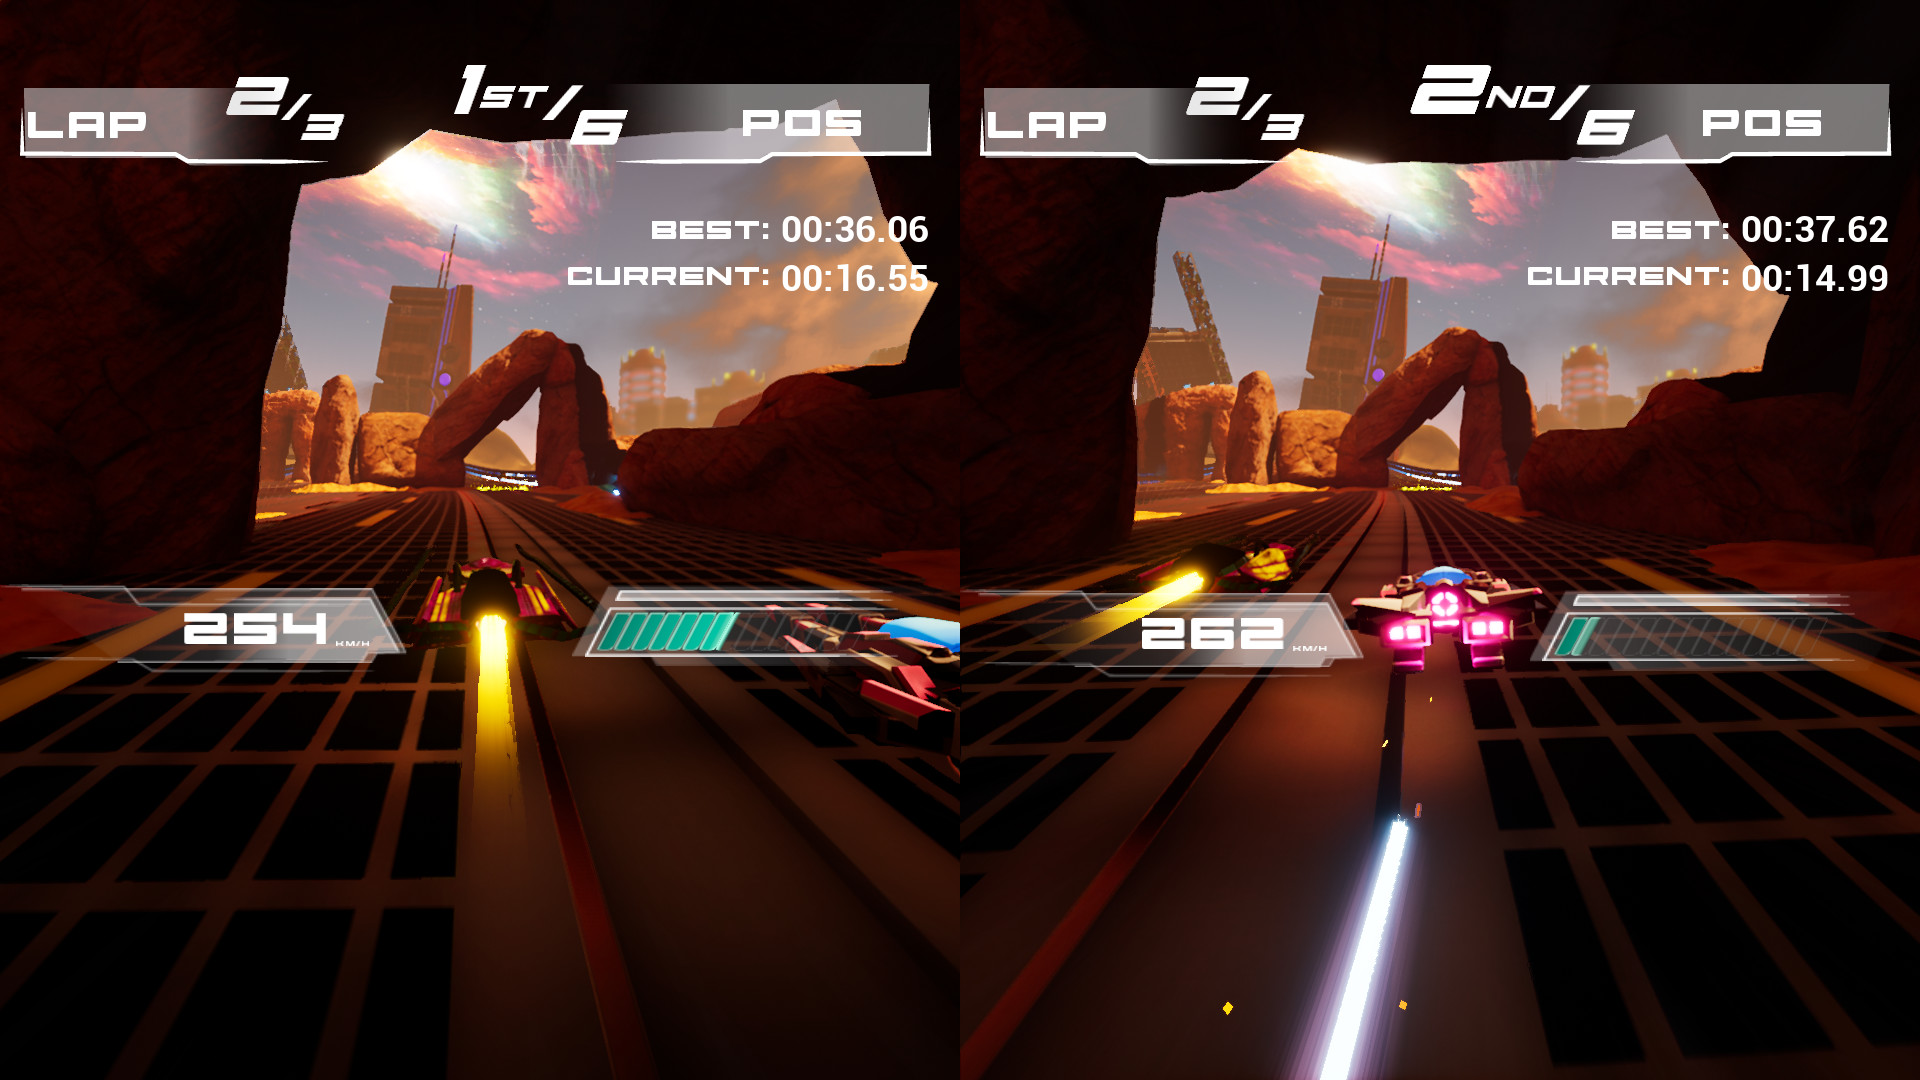 LAP 2/3 1ST/6 POS
BEST: 00:36.06
CURRENT: 00:16.55
254 KM/H
LAP 2/3 2ND/6 POS
BEST: 00:37.62
CURRENT: 00:14.99
262 KM/H